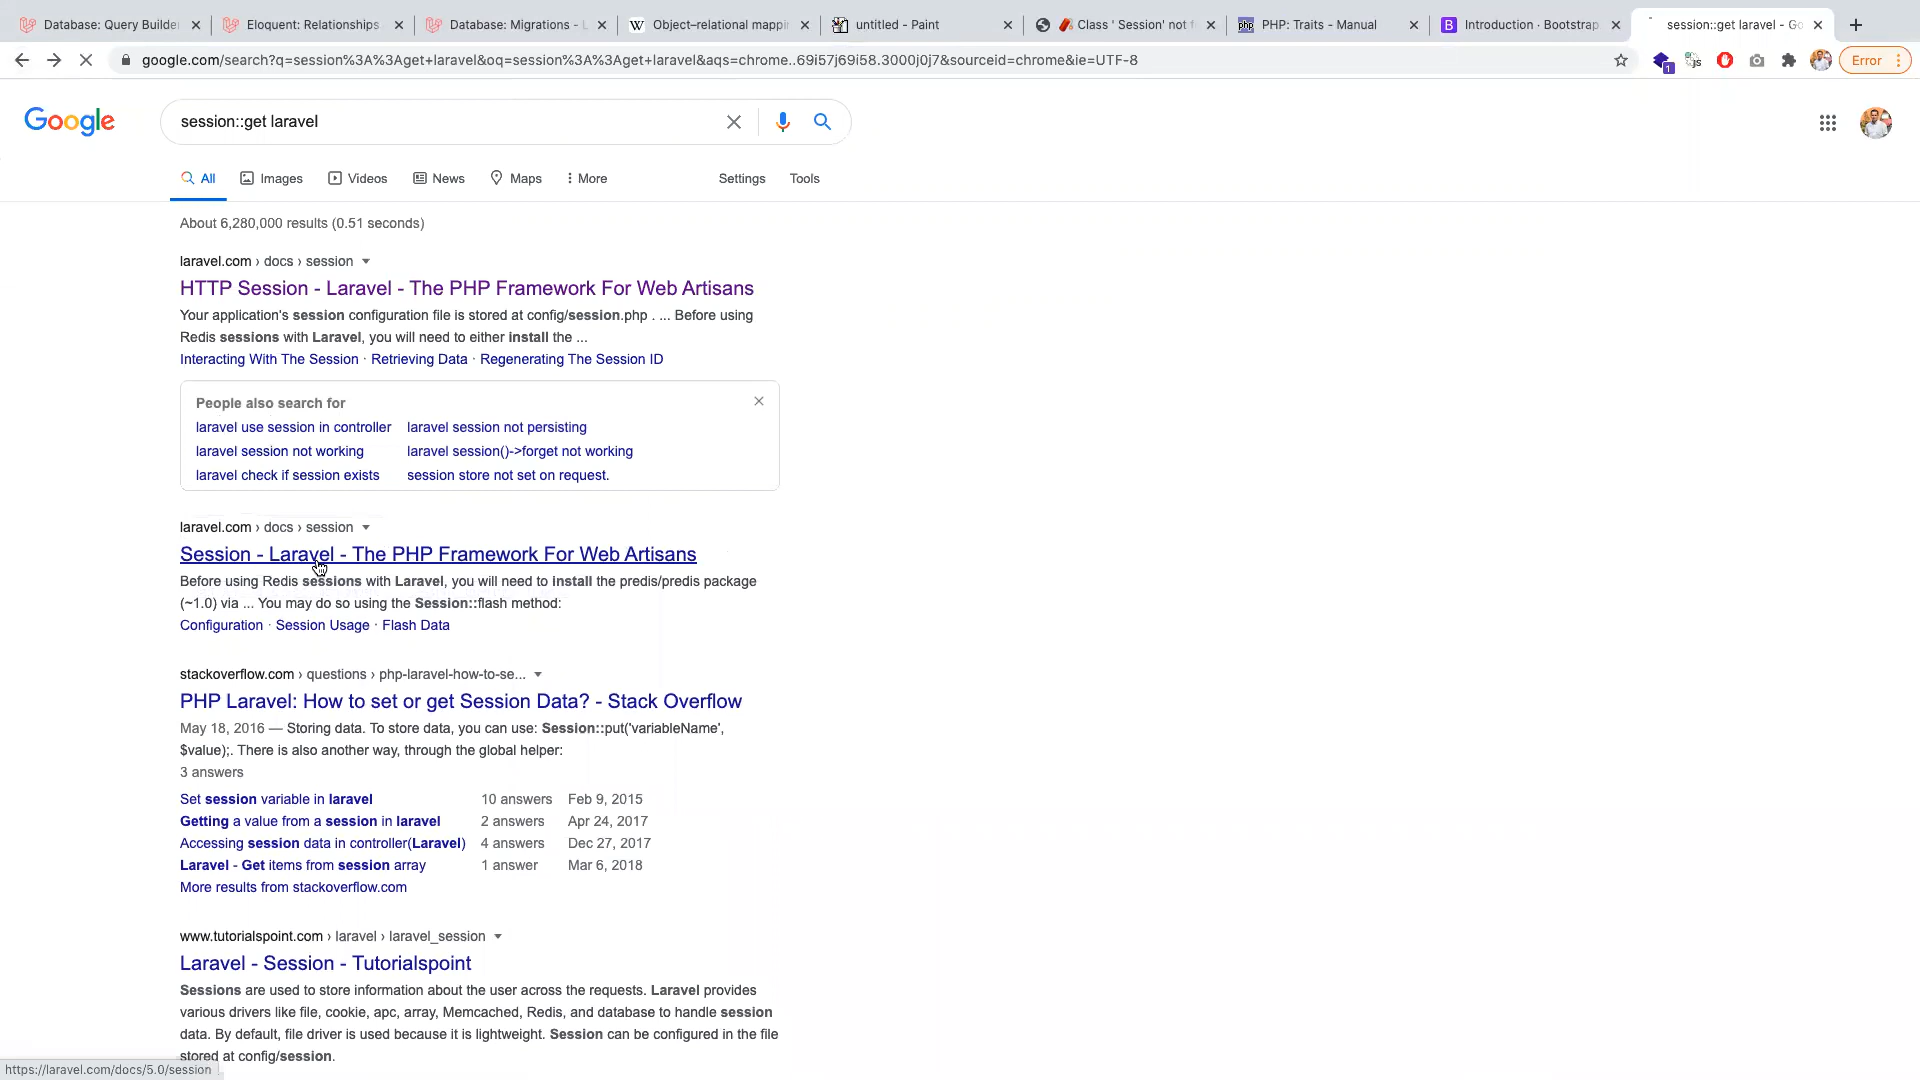 Database: Query Builde
Eloquent: Relationships
Database: Migrations - L
W Object–relational mappi
untitled - Paint
Class ' Session' not f
php PHP: Traits - Manual
B Introduction · Bootstrap
session::get laravel - Go
google.com/search?q=session%3A%3Aget+laravel&oq=session%3A%3Aget+laravel&aqs=chrome..69i57j69i58.3000j0j7&sourceid=chrome&ie=UTF-8
1
js
Error
Google
session::get laravel
All
Images
Videos
News
Maps
More
Settings
Tools
About 6,280,000 results (0.51 seconds)
laravel.com › docs › session
HTTP Session - Laravel - The PHP Framework For Web Artisans
Your application's session configuration file is stored at config/session.php . ... Before using
Redis sessions with Laravel, you will need to either install the ...
Interacting With The Session · Retrieving Data · Regenerating The Session ID
People also search for
laravel use session in controller
laravel session not persisting
laravel session not working
laravel session()->forget not working
laravel check if session exists
session store not set on request.
laravel.com › docs › session
Session - Laravel - The PHP Framework For Web Artisans
Before using Redis sessions with Laravel, you will need to install the predis/predis package
(~1.0) via ... You may do so using the Session::flash method:
Configuration · Session Usage · Flash Data
stackoverflow.com › questions › php-laravel-how-to-se...
PHP Laravel: How to set or get Session Data? - Stack Overflow
May 18, 2016 — Storing data. To store data, you can use: Session::put('variableName',
$value);. There is also another way, through the global helper:
3 answers
Set session variable in laravel 10 answers Feb 9, 2015
Getting a value from a session in laravel 2 answers Apr 24, 2017
Accessing session data in controller(Laravel) 4 answers Dec 27, 2017
Laravel - Get items from session array 1 answer Mar 6, 2018
More results from stackoverflow.com
www.tutorialspoint.com › laravel › laravel_session
Laravel - Session - Tutorialspoint
Sessions are used to store information about the user across the requests. Laravel provides
various drivers like file, cookie, apc, array, Memcached, Redis, and database to handle session
data. By default, file driver is used because it is lightweight. Session can be configured in the file
stored at config/session.
https://laravel.com/docs/5.0/session